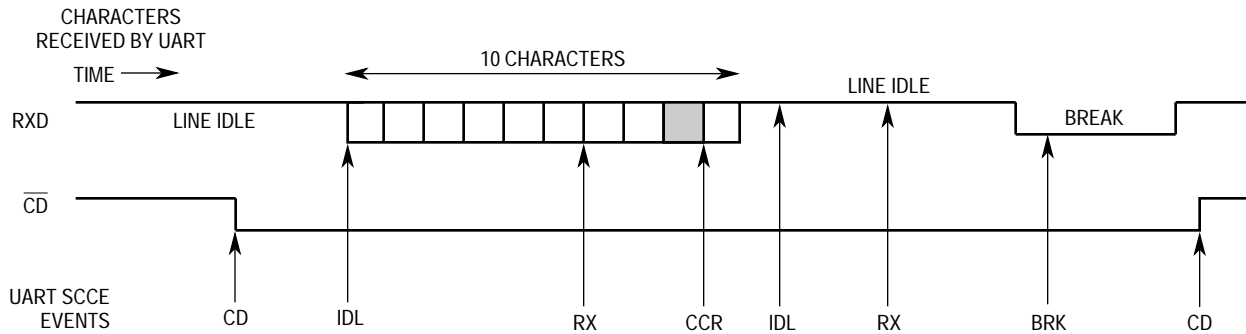 CHARACTERS
RECEIVED BY UART
TIME
10 CHARACTERS
RXD
LINE IDLE
LINE IDLE
BREAK
CD
UART SCCE
EVENTS
CD
IDL
RX
CCR
IDL
RX
BRK
CD